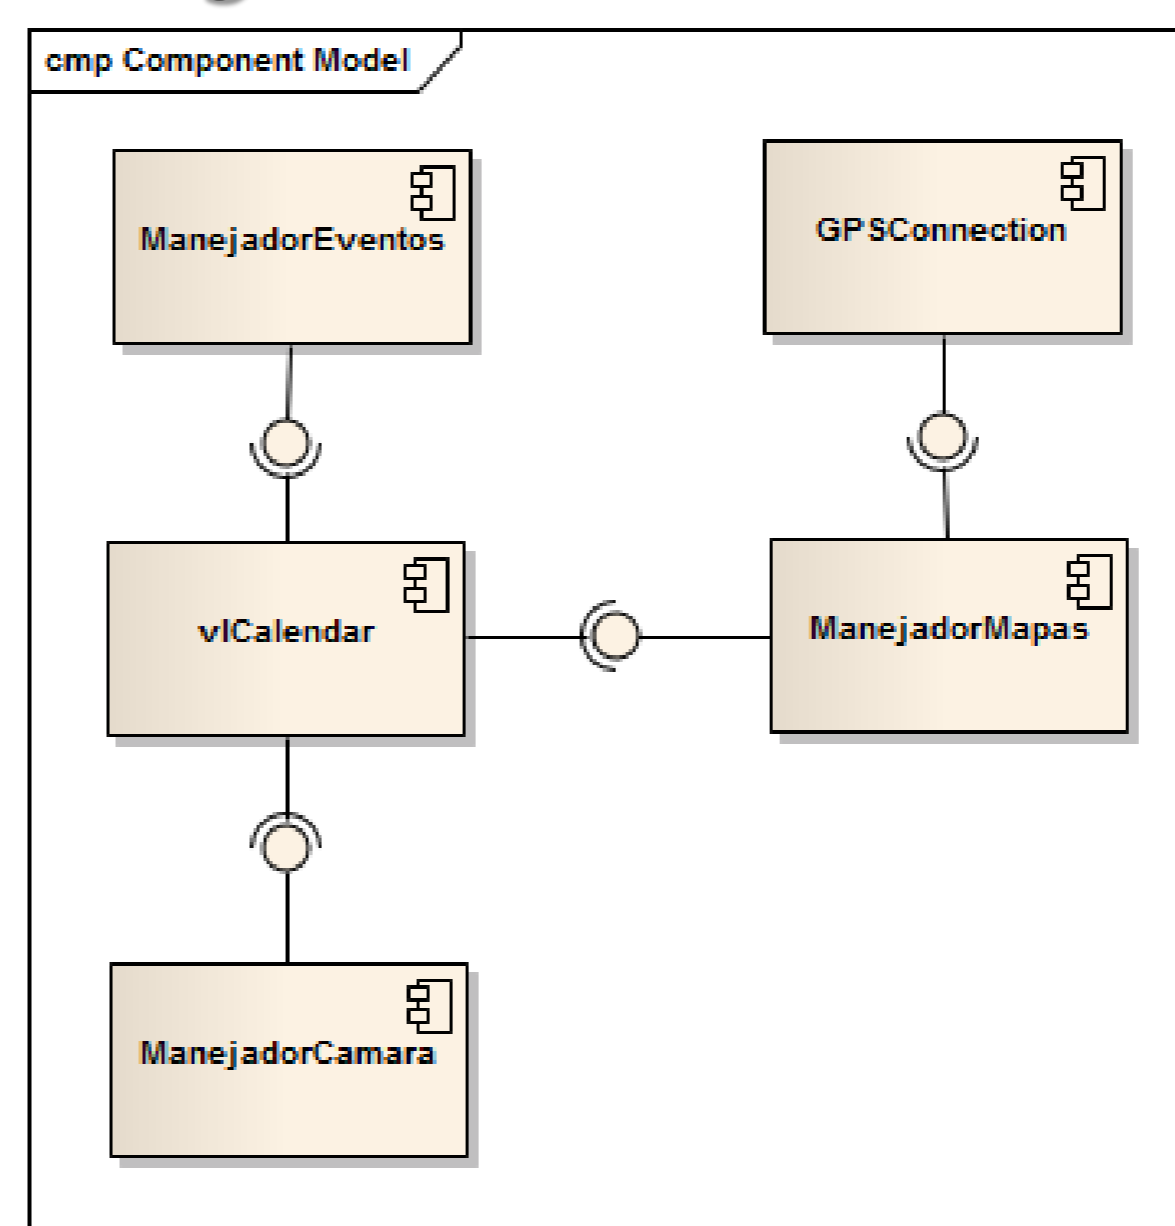 cmp Component Model
ManejadorEventos
GPSConnection
vICalendar
ManejadorMapas
ManejadorCamara